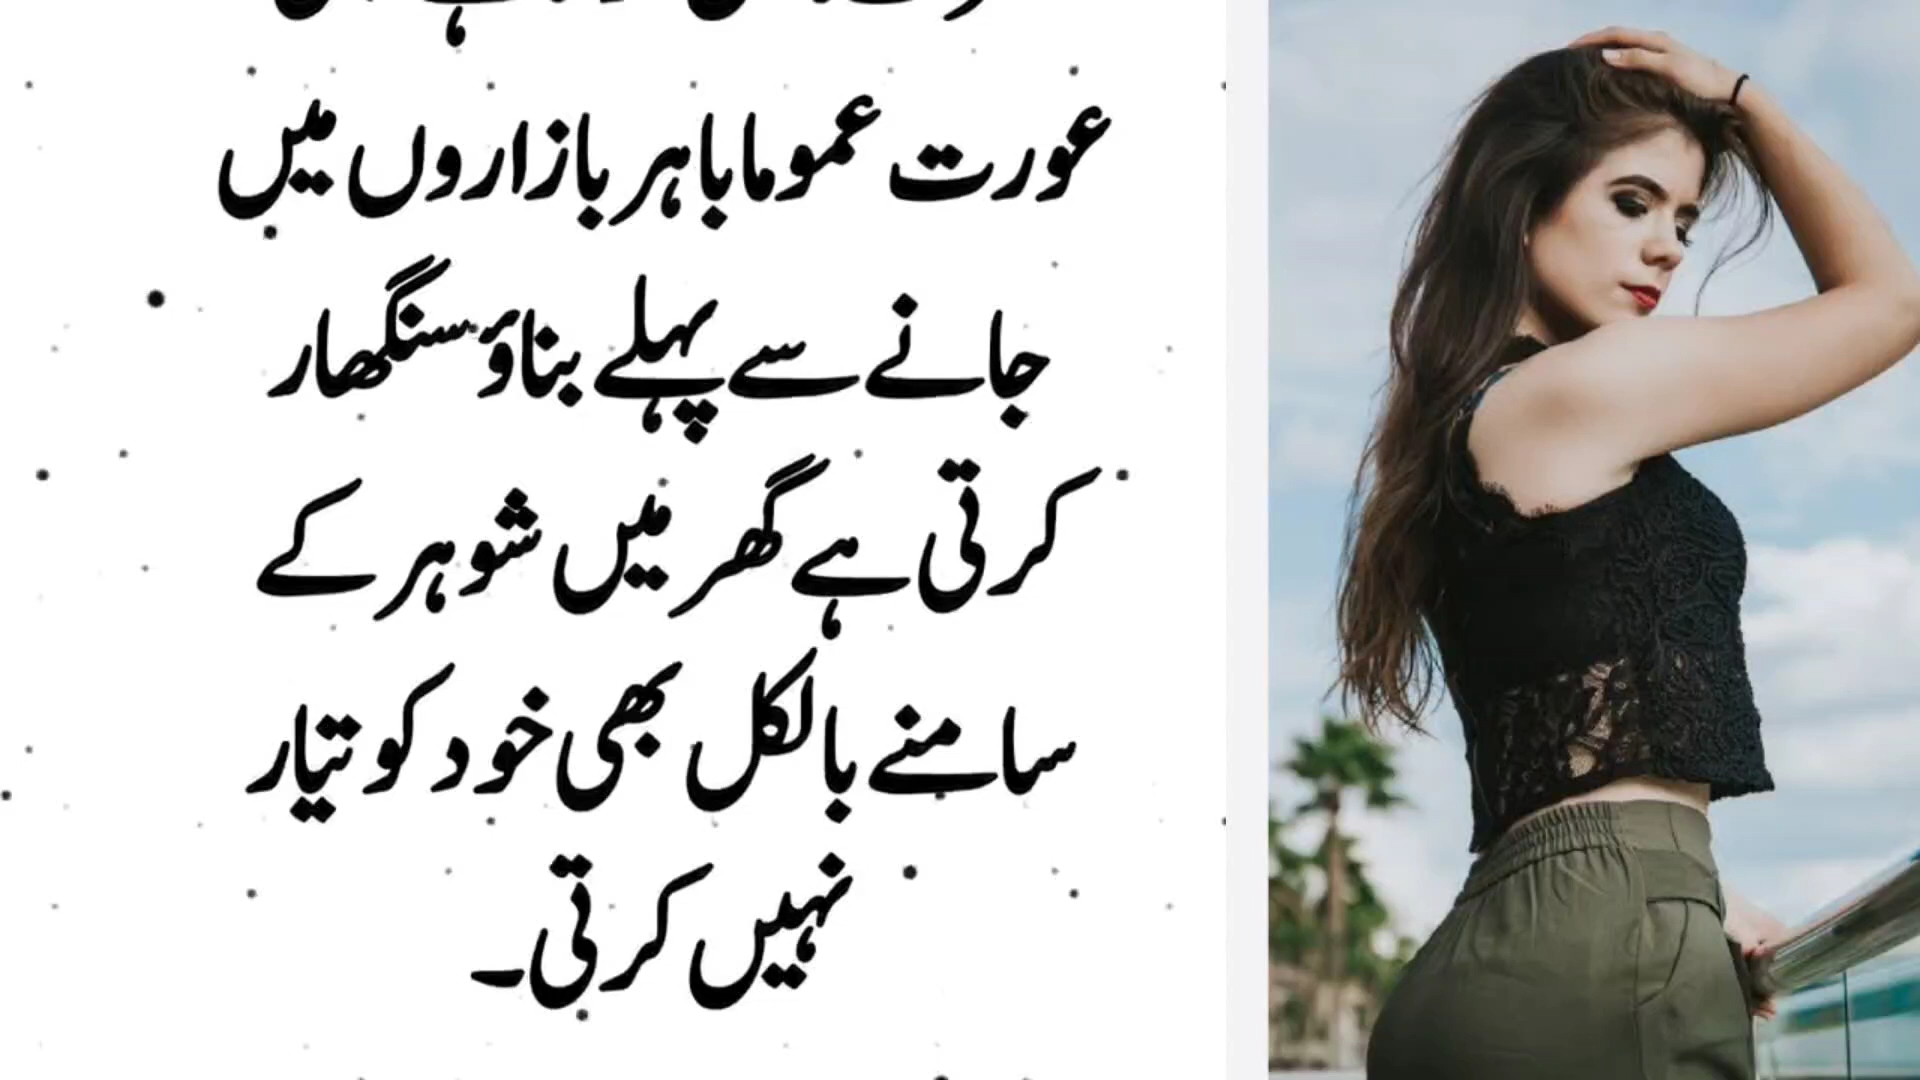 عورت عموما باہر بازاروں میں
جانے سے پہلے بناؤ سنگھار
کرتی ہے گھر میں شوہر کے
سامنے بالکل بھی خود کو تیار
نہیں کرتی۔